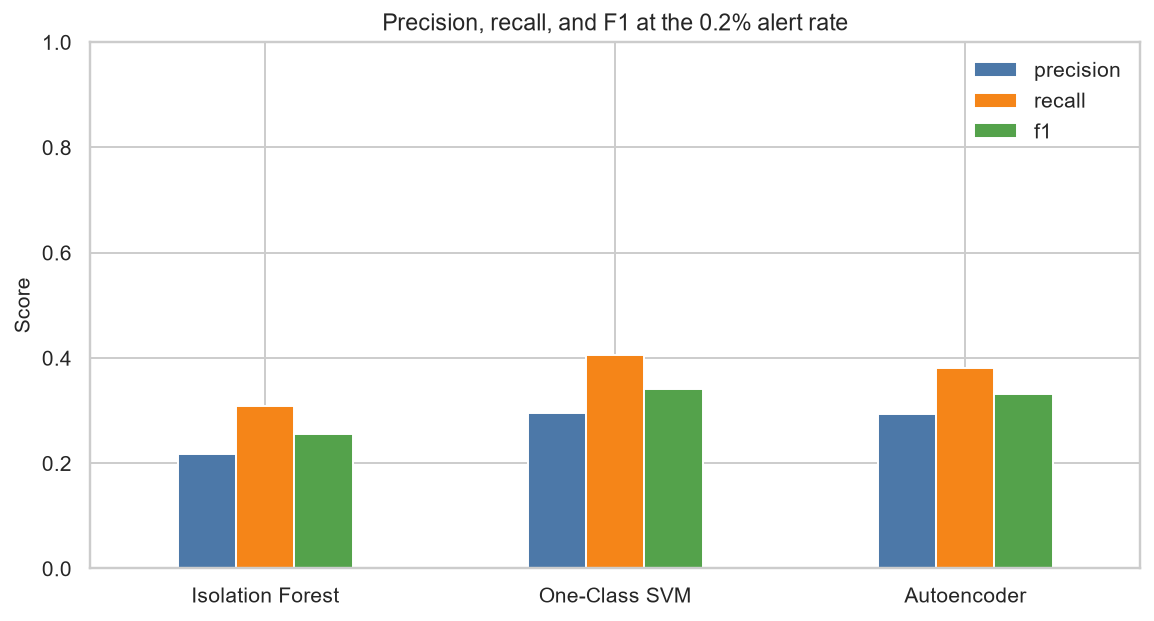 Precision, recall, and F1 at the 0.2% alert rate
1.0
0.8
0.6
0.4
0.2
0.0
Score
precision
recall
f1
Isolation Forest
One-Class SVM
Autoencoder